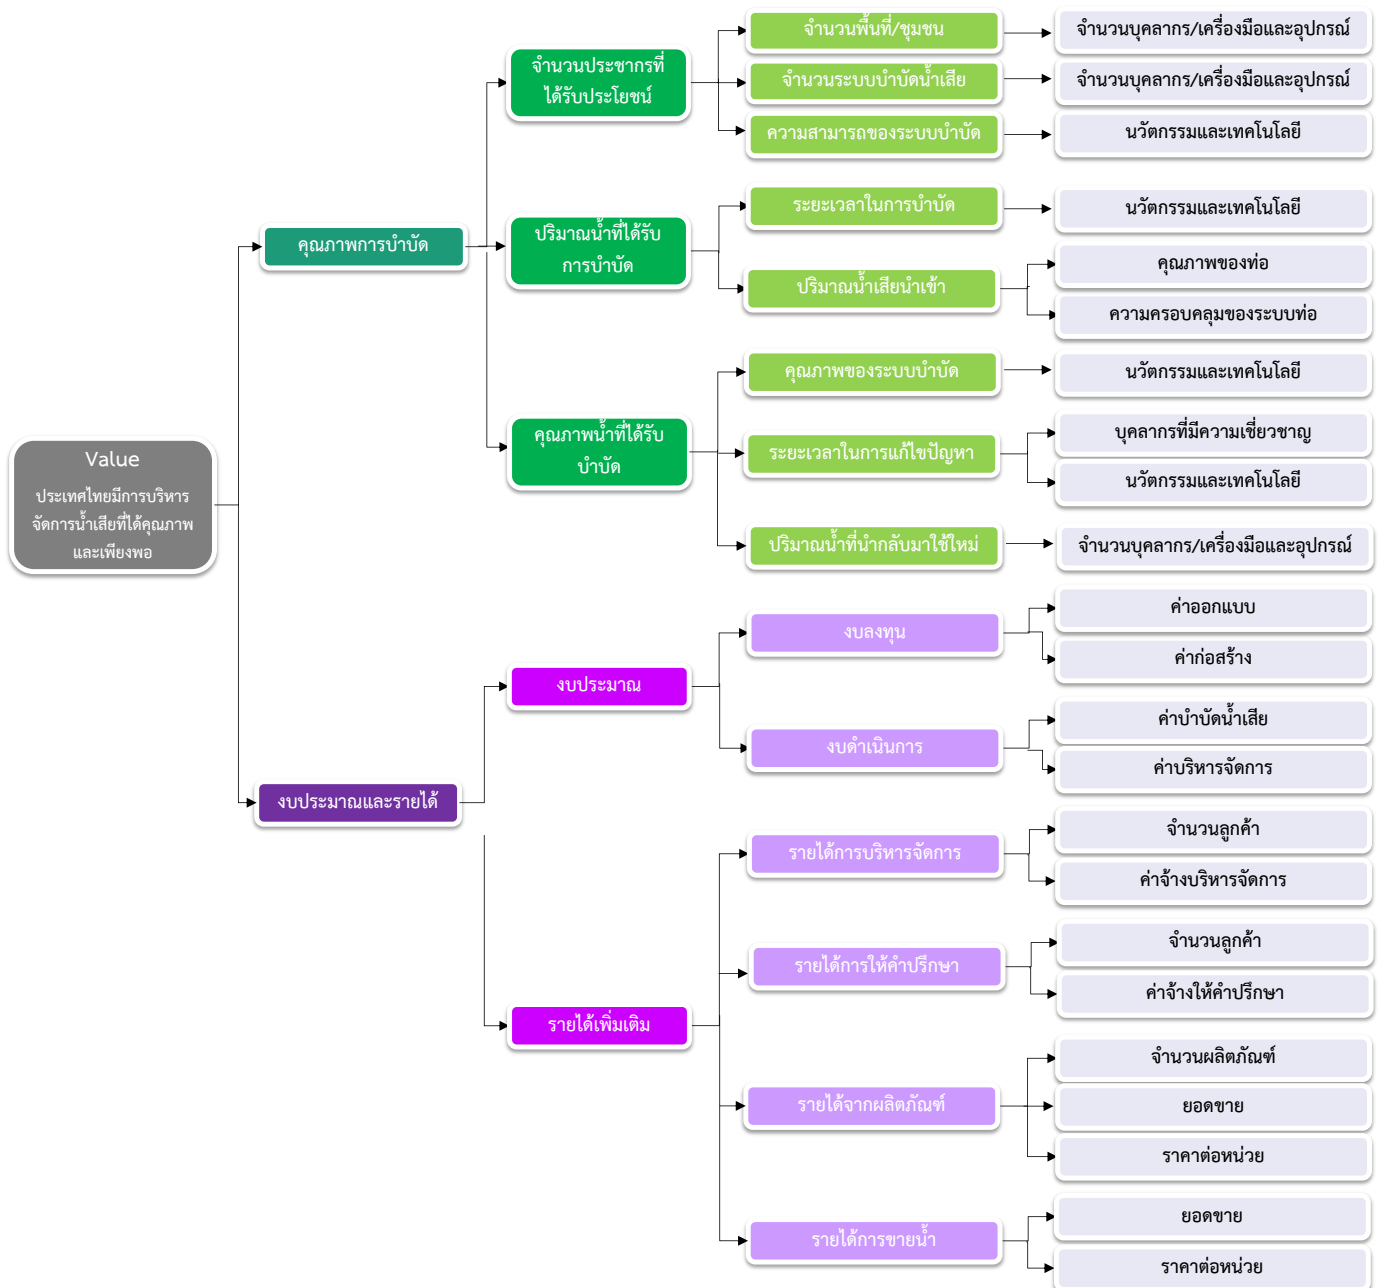 Value
ประเทศไทยมีการบริหาร
จัดการน้ำเสียที่ได้คุณภาพ
และเพียงพอ
คุณภาพการบำบัด
จำนวนประชากรที่
ได้รับประโยชน์
จำนวนพื้นที่/ชุมชน
จำนวนบุคลากร/เครื่องมือและอุปกรณ์
จำนวนระบบบำบัดน้ำเสีย
จำนวนบุคลากร/เครื่องมือและอุปกรณ์
ความสามารถของระบบบำบัด
นวัตกรรมและเทคโนโลยี
ปริมาณน้ำที่ได้รับ
การบำบัด
ระยะเวลาในการบำบัด
นวัตกรรมและเทคโนโลยี
ปริมาณน้ำเสียนำเข้า
คุณภาพของท่อ
ความครอบคลุมของระบบท่อ
คุณภาพน้ำที่ได้รับ
บำบัด
คุณภาพของระบบบำบัด
นวัตกรรมและเทคโนโลยี
ระยะเวลาในการแก้ไขปัญหา
บุคลากรที่มีความเชี่ยวชาญ
นวัตกรรมและเทคโนโลยี
ปริมาณน้ำที่นำกลับมาใช้ใหม่
จำนวนบุคลากร/เครื่องมือและอุปกรณ์
งบประมาณและรายได้
งบประมาณ
งบลงทุน
ค่าออกแบบ
ค่าก่อสร้าง
งบดำเนินการ
ค่าบำบัดน้ำเสีย
ค่าบริหารจัดการ
รายได้เพิ่มเติม
รายได้การบริหารจัดการ
จำนวนลูกค้า
ค่าจ้างบริหารจัดการ
รายได้การให้คำปรึกษา
จำนวนลูกค้า
ค่าจ้างให้คำปรึกษา
รายได้จากผลิตภัณฑ์
จำนวนผลิตภัณฑ์
ยอดขาย
ราคาต่อหน่วย
รายได้การขายน้ำ
ยอดขาย
ราคาต่อหน่วย